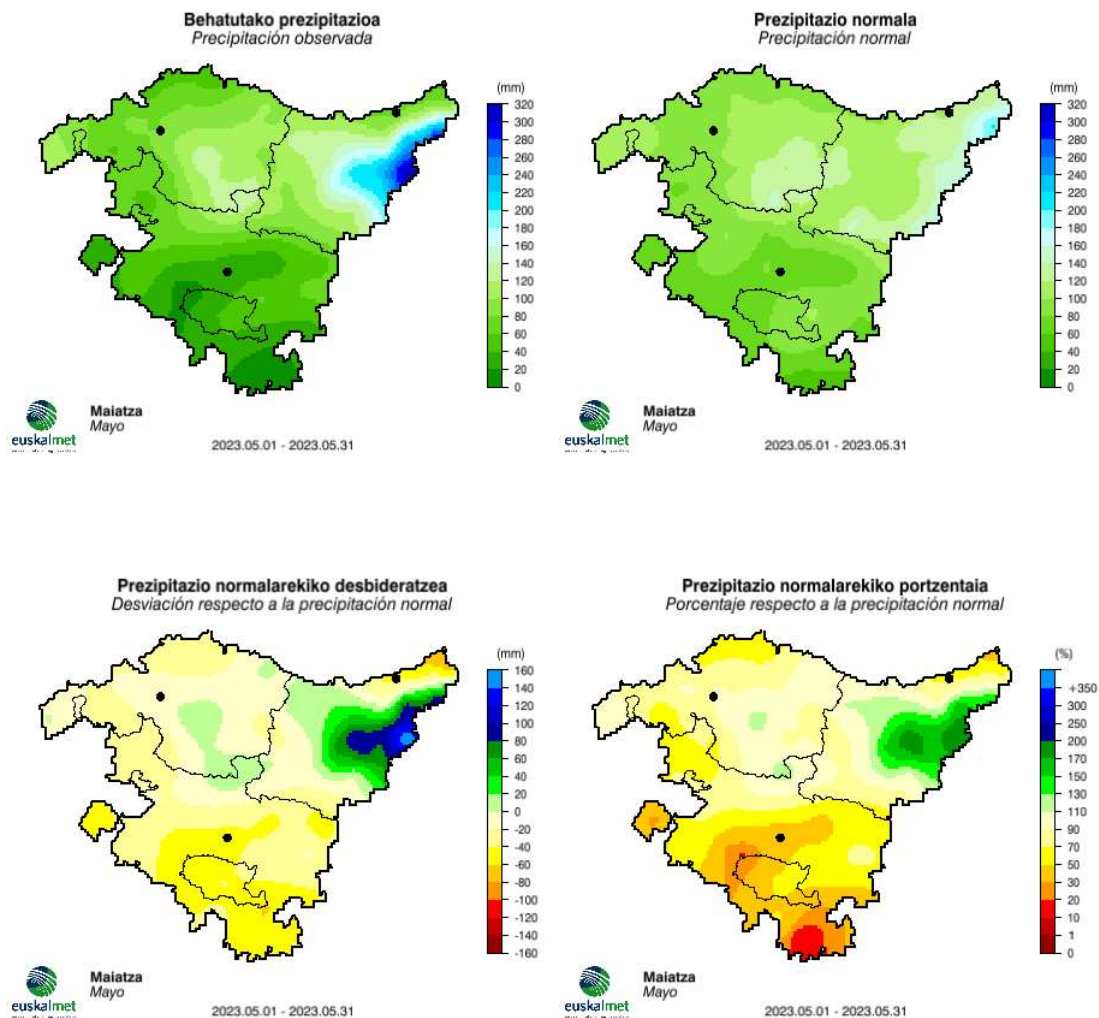 Behatutako prezipitazioa
Precipitación observada
(mm)
320
280
260
240
220
200
180
160
140
120
100
80
60
40
20
0
euskalmet
Maiatza
Mayo
2023.05.01 - 2023.05.31
Prezipitazio normala
Precipitación normal
(mm)
320
280
260
240
220
200
180
160
140
120
100
80
60
40
20
0
euskalmet
Maiatza
Mayo
2023.05.01 - 2023.05.31
Prezipitazio normalarekiko desbideratzea
Desviación respecto a la precipitación normal
(mm)
160
140
120
100
80
60
40
20
0
-20
-40
-60
-80
-100
-120
-140
-160
euskalmet
Maiatza
Mayo
2023.05.01 - 2023.05.31
Prezipitazio normalarekiko portzentaia
Porcentaje respecto a la precipitación normal
(%)
+350
300
250
200
170
150
130
110
90
70
50
30
20
10
1
0
euskalmet
Maiatza
Mayo
2023.05.01 - 2023.05.31